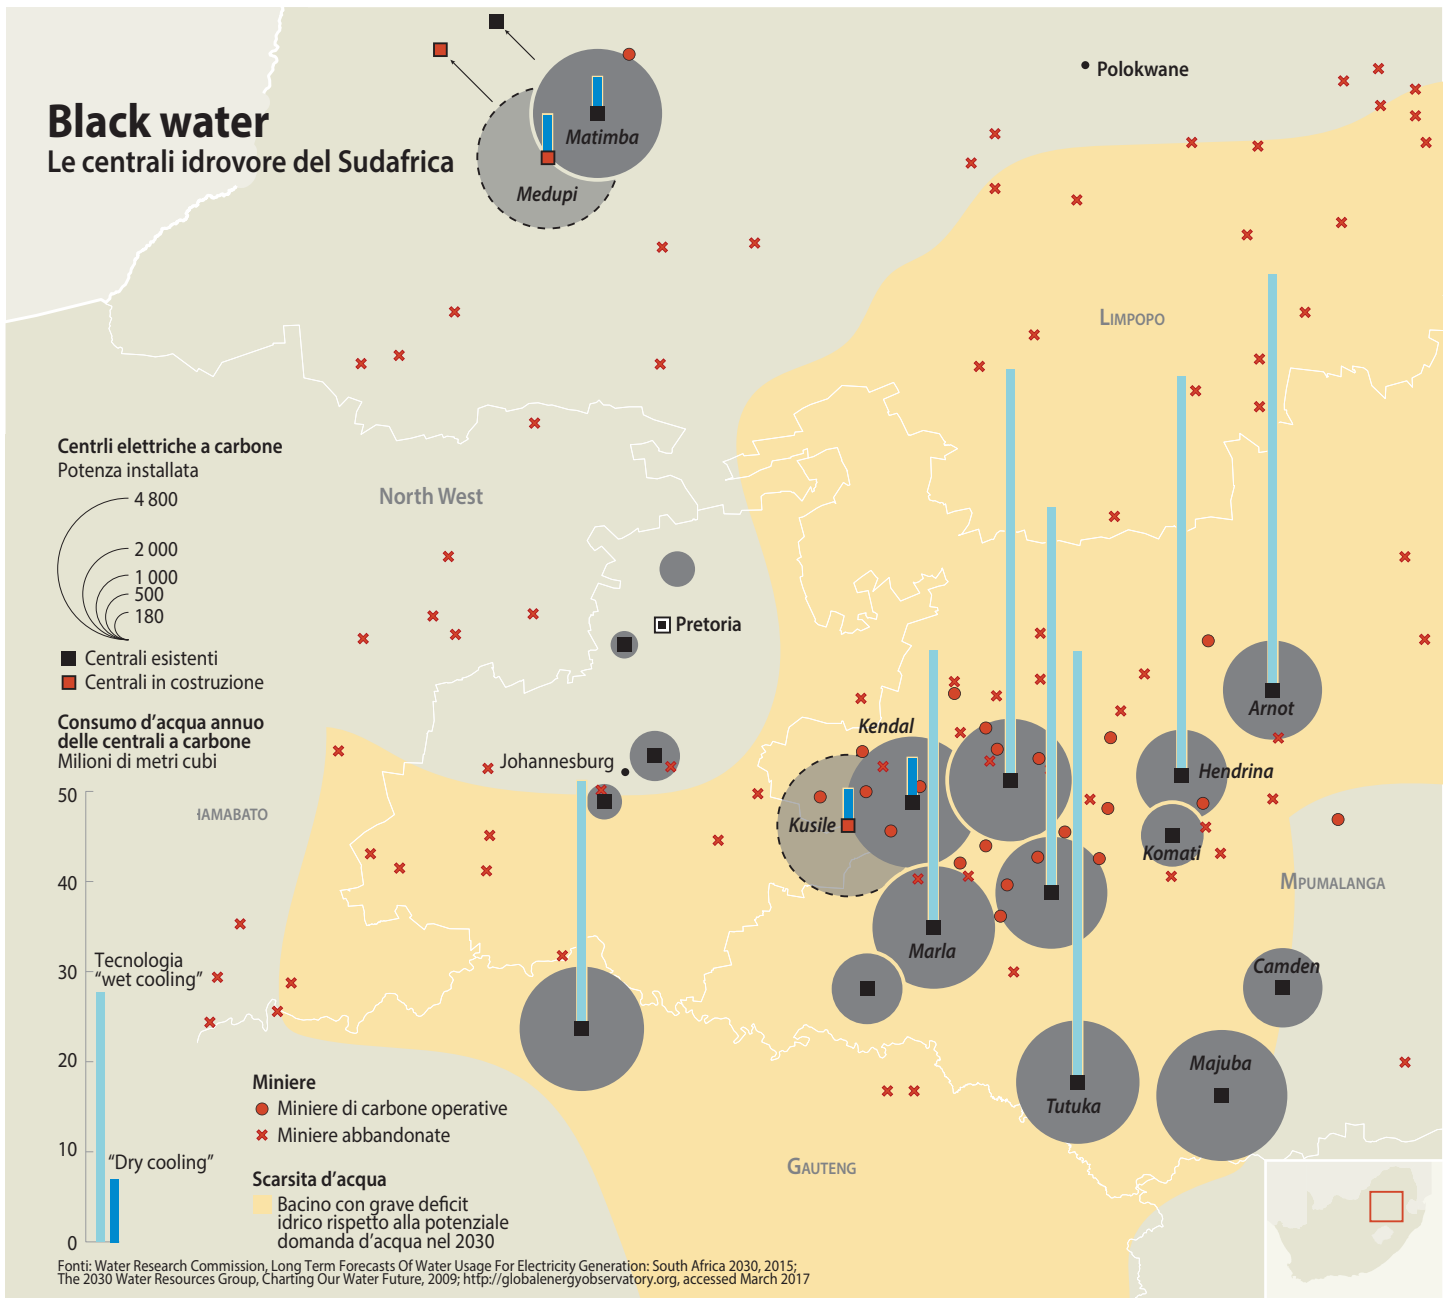 Black water
Le centrali idrovore del Sudafrica
Polokwane
Matimba
Medupi
LIMPOPO
Centrli elettriche a carbone
Potenza installata
4 800
2 000
1 000
500
180
Centrali esistenti
Centrali in costruzione
North West
Pretoria
Consumo d'acqua annuo
delle centrali a carbone
Milioni di metri cubi
Johannesburg
Kendal
Arnot
Hendrina
Kusile
Komati
HAMABATO
MPUMALANGA
Marla
Camden
Majuba
Tutuka
50
40
30
20
10
0
Tecnologia
“wet cooling”
“Dry cooling”
Miniere
Miniere di carbone operative
Miniere abbandonate
Scarsita d'acqua
Bacino con grave deficit
idrico rispetto alla potenziale
domanda d'acqua nel 2030
GAUTENG
Fonti: Water Research Commission, Long Term Forecasts Of Water Usage For Electricity Generation: South Africa 2030, 2015;
The 2030 Water Resources Group, Charting Our Water Future, 2009; http://globalenergyobservatory.org, accessed March 2017